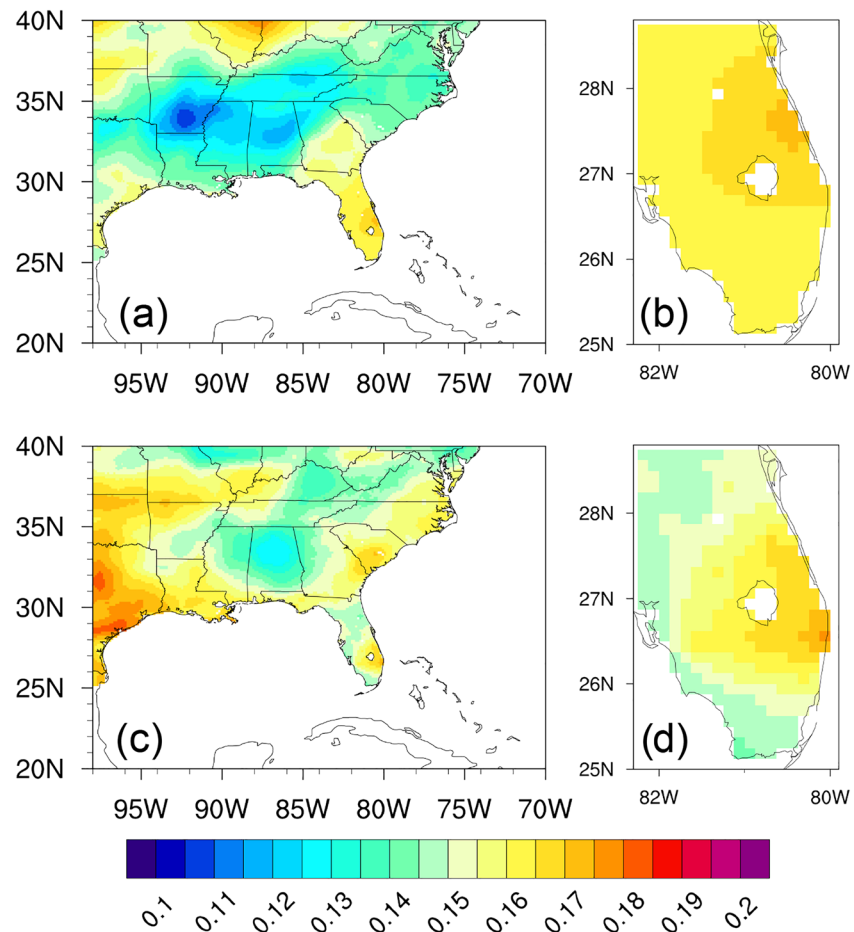 40N
35N
30N
25N
20N
(a)
95W 90W 85W 80W 75W 70W
28N
27N
26N
25N
(b)
82W 80W
40N
35N
30N
25N
20N
(c)
95W 90W 85W 80W 75W 70W
28N
27N
26N
25N
(d)
82W 80W
0.1 0.11 0.12 0.13 0.14 0.15 0.16 0.17 0.18 0.19 0.2